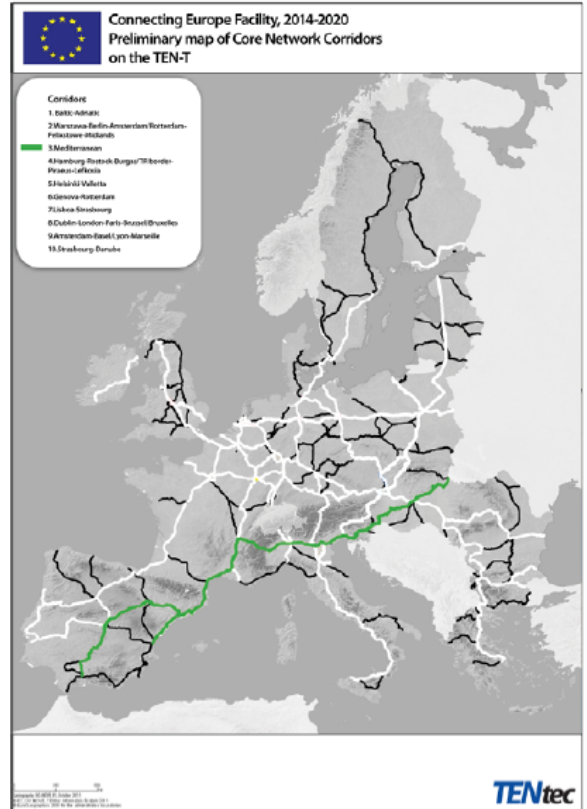 Connecting Europe Facility, 2014-2020
Preliminary map of Core Network Corridors
on the TEN-T
Corridors
1. Baltic-Adriatic
2.Warszawa-Berlin-Amsterdam/Rotterdam-
Felixstowe-Midlands
3.Mediterranean
4.Hamburg-Rostock-Burgas/TR border-
Piraeus-Lefkosia
5.Helsinki-Valletta
6.Genova-Rotterdam
7.Lisboa-Strasbourg
8.Dublin-London-Paris-Brussel/Bruxelles
9.Amsterdam-Basel/Lyon-Marseille
10.Strasbourg-Danube
TENtec